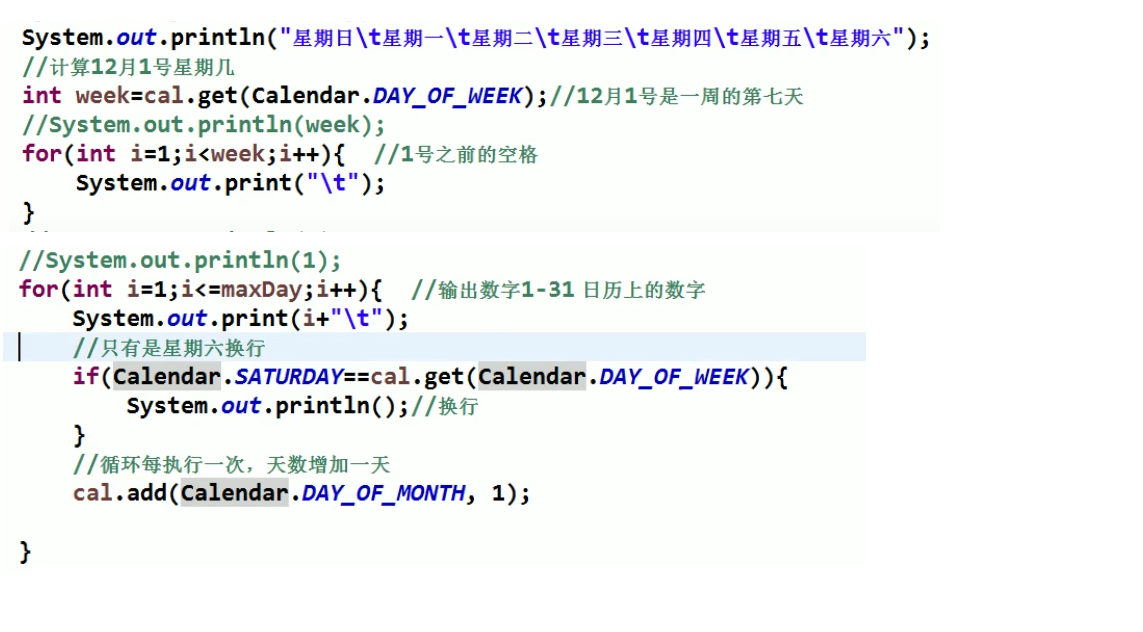 System.out.println("星期日\t星期一\t星期二\t星期三\t星期四\t星期五\t星期六");
//计算12月1号星期几
int week=cal.get(Calendar.DAY_OF_WEEK);//12月1号是一周的第七天
//System.out.println(week);
for(int i=1;i<week;i++){  //1号之前的空格
    System.out.print("\t");
}
//System.out.println(1);
for(int i=1;i<=maxDay;i++){  //输出数字1-31 日历上的数字
    System.out.print(i+"\t");
    //只有是星期六换行
    if(Calendar.SATURDAY==cal.get(Calendar.DAY_OF_WEEK)){
        System.out.println();//换行
    }
    //循环每执行一次，天数增加一天
    cal.add(Calendar.DAY_OF_MONTH, 1);
}